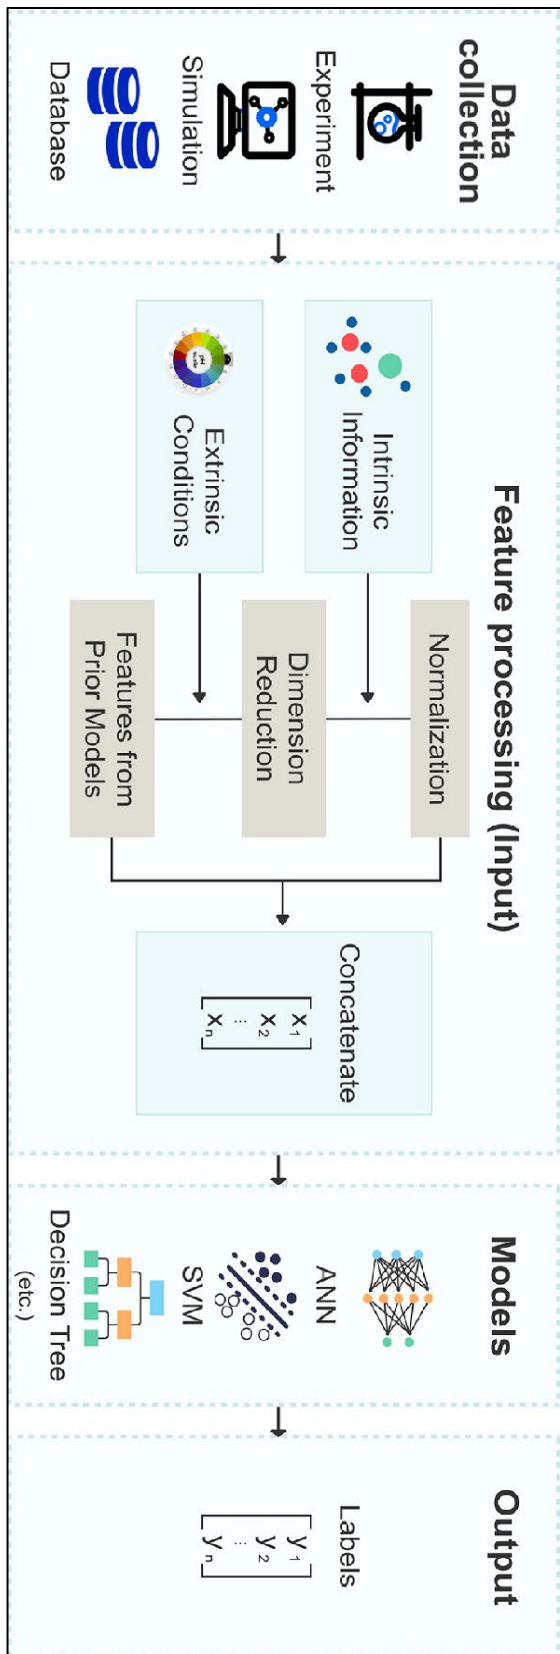 Data
collection
Experiment
Simulation
Database
Feature processing (Input)
Intrinsic
Information
Extrinsic
Conditions
Normalization
Dimension
Reduction
Features from
Prior Models
Concatenate
x₁
x₂
⋮
xₙ
Models
ANN
SVM
Decision Tree
(etc.)
Output
Labels
y₁
y₂
⋮
yₙ